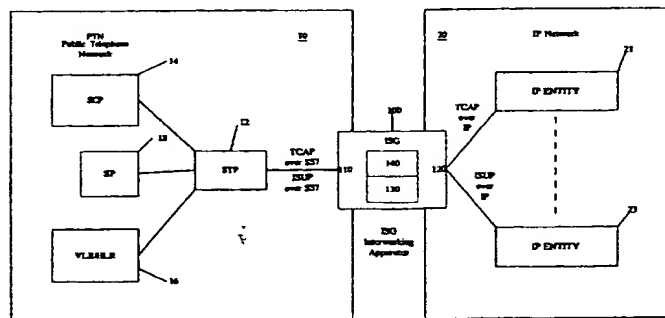 PTN
Public Telephone
Network
10
14
SCP
18
SP
12
STP
VLR/HLR
16
TCAP
over SS7
ISUP
over SS7
100
ISG
110
140
130
120
ISG
Interworking
Apparatus
20
IP Network
21
IP ENTITY
TCAP
over
IP
ISUP
over
IP
23
IP ENTITY